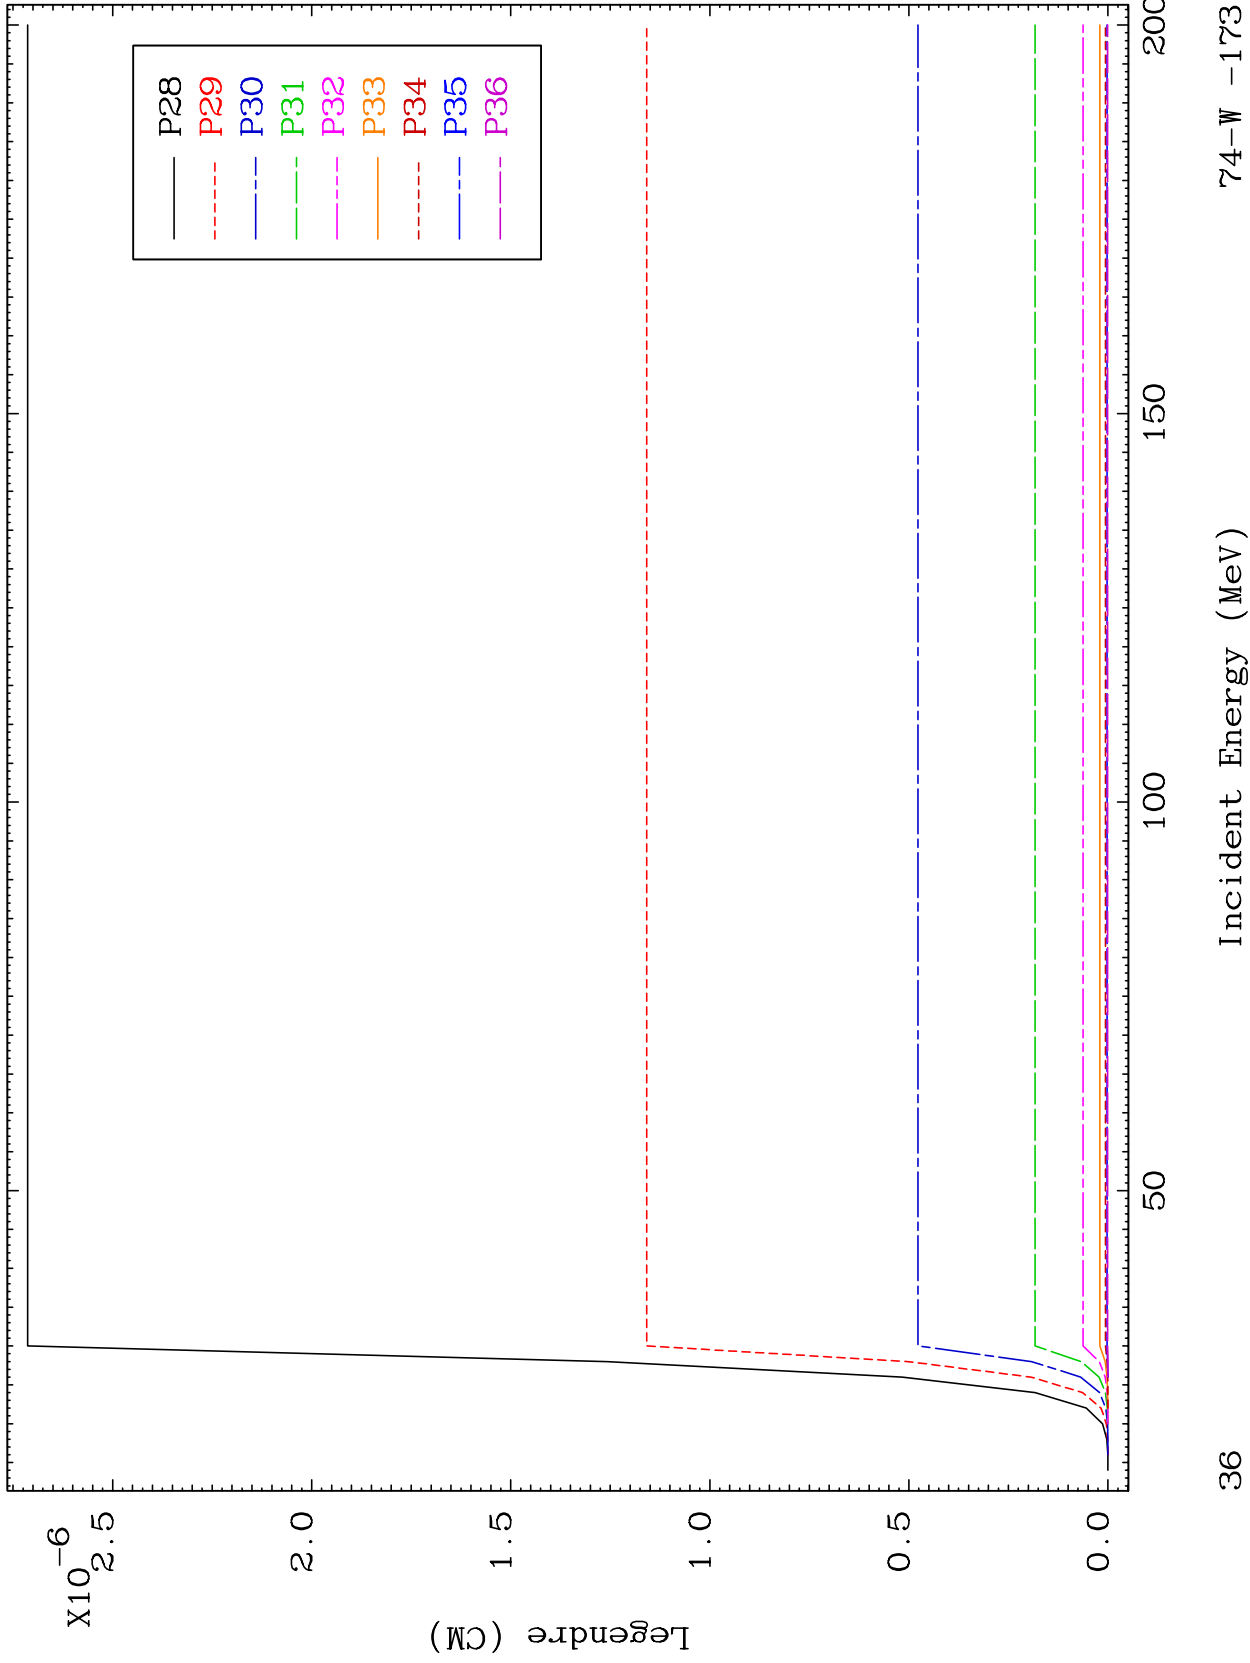 X10-6
2.5
2.0
1.5
1.0
0.5
0.0
Legendre (CM)
P28
P29
P30
P31
P32
P33
P34
P35
P36
50
100
150
200
36
Incident Energy (MeV)
74-W -173